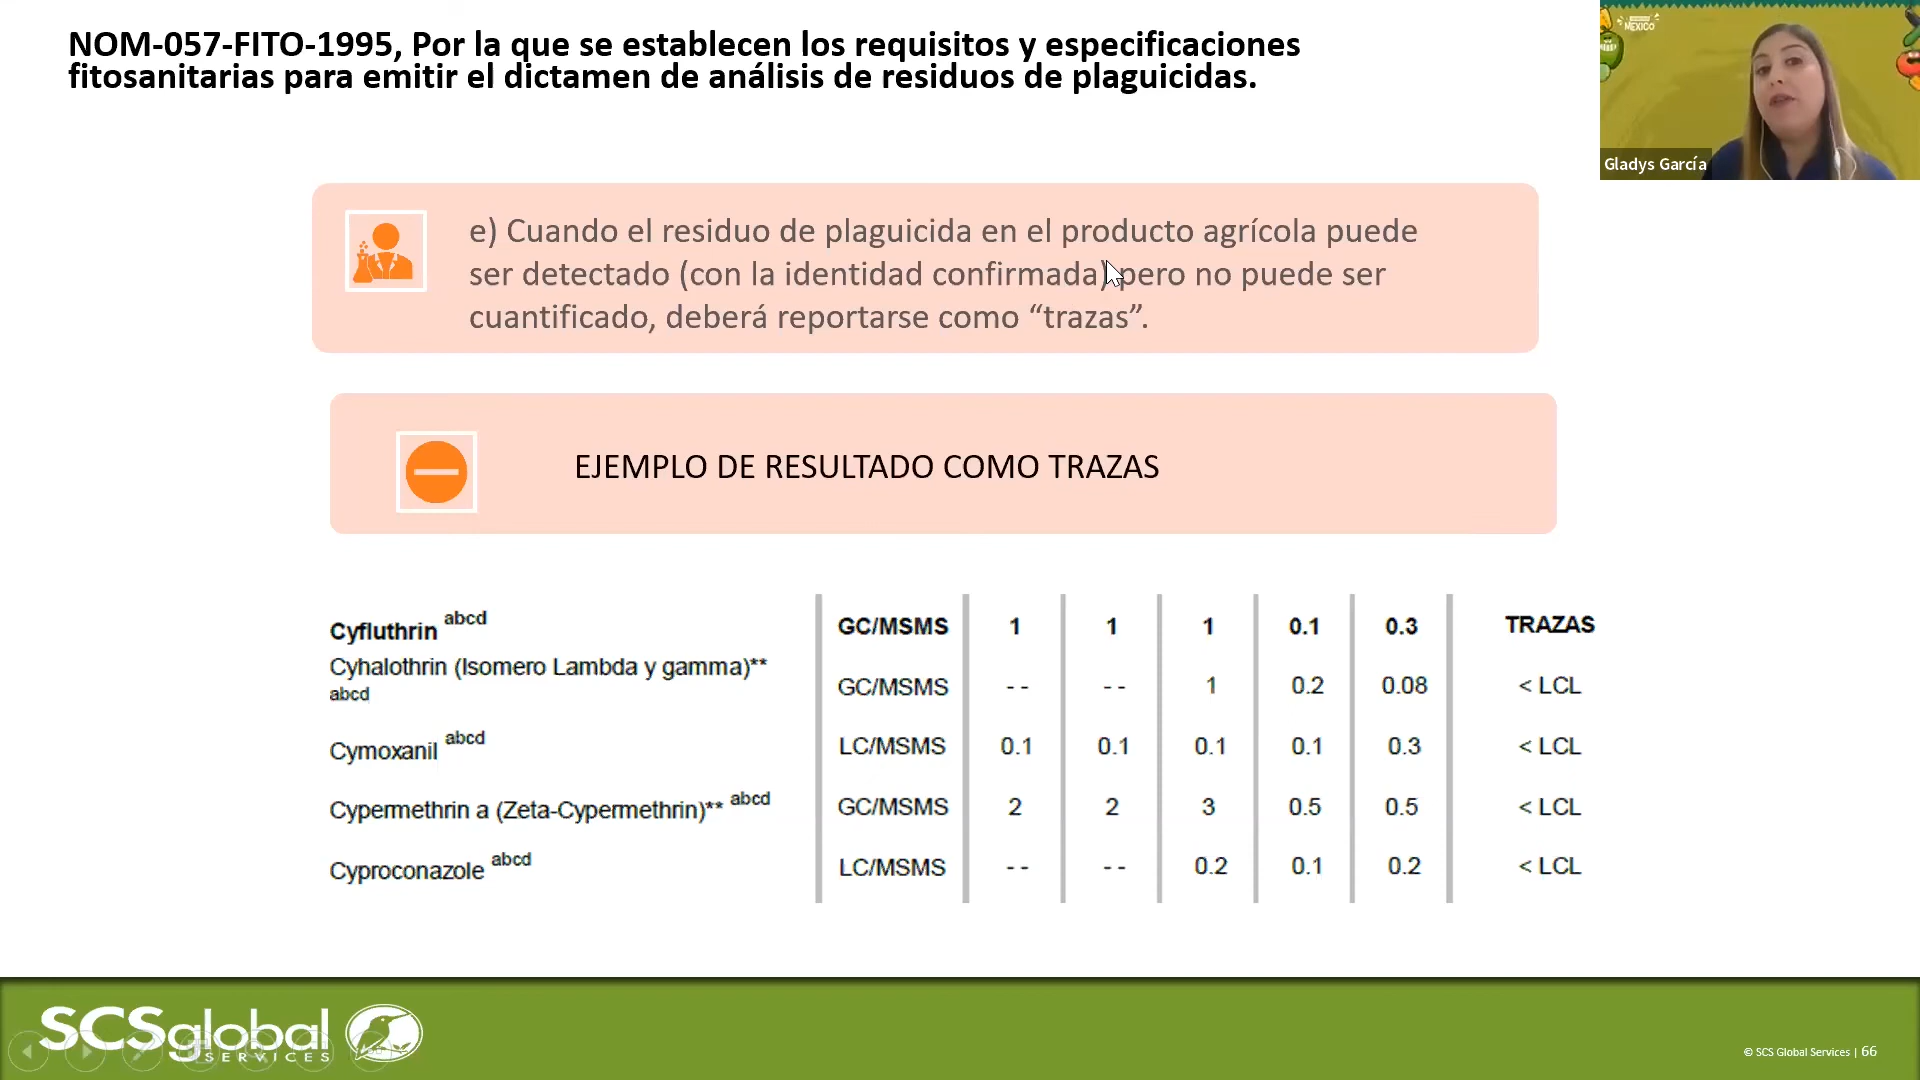 NOM-057-FITO-1995, Por la que se establecen los requisitos y especificaciones
fitosanitarias para emitir el dictamen de análisis de residuos de plaguicidas.
MÉXICO
Gladys García
e) Cuando el residuo de plaguicida en el producto agrícola puede
ser detectado (con la identidad confirmada) pero no puede ser
cuantificado, deberá reportarse como “trazas”.
EJEMPLO DE RESULTADO COMO TRAZAS
Cyfluthrin abcd GC/MSMS 1 1 1 0.1 0.3 TRAZAS
Cyhalothrin (Isomero Lambda y gamma)**
abcd GC/MSMS -- -- 1 0.2 0.08 < LCL
Cymoxanil abcd LC/MSMS 0.1 0.1 0.1 0.1 0.3 < LCL
Cypermethrin a (Zeta-Cypermethrin)** abcd GC/MSMS 2 2 3 0.5 0.5 < LCL
Cyproconazole abcd LC/MSMS -- -- 0.2 0.1 0.2 < LCL
SCSglobal
SERVICES
© SCS Global Services | 66